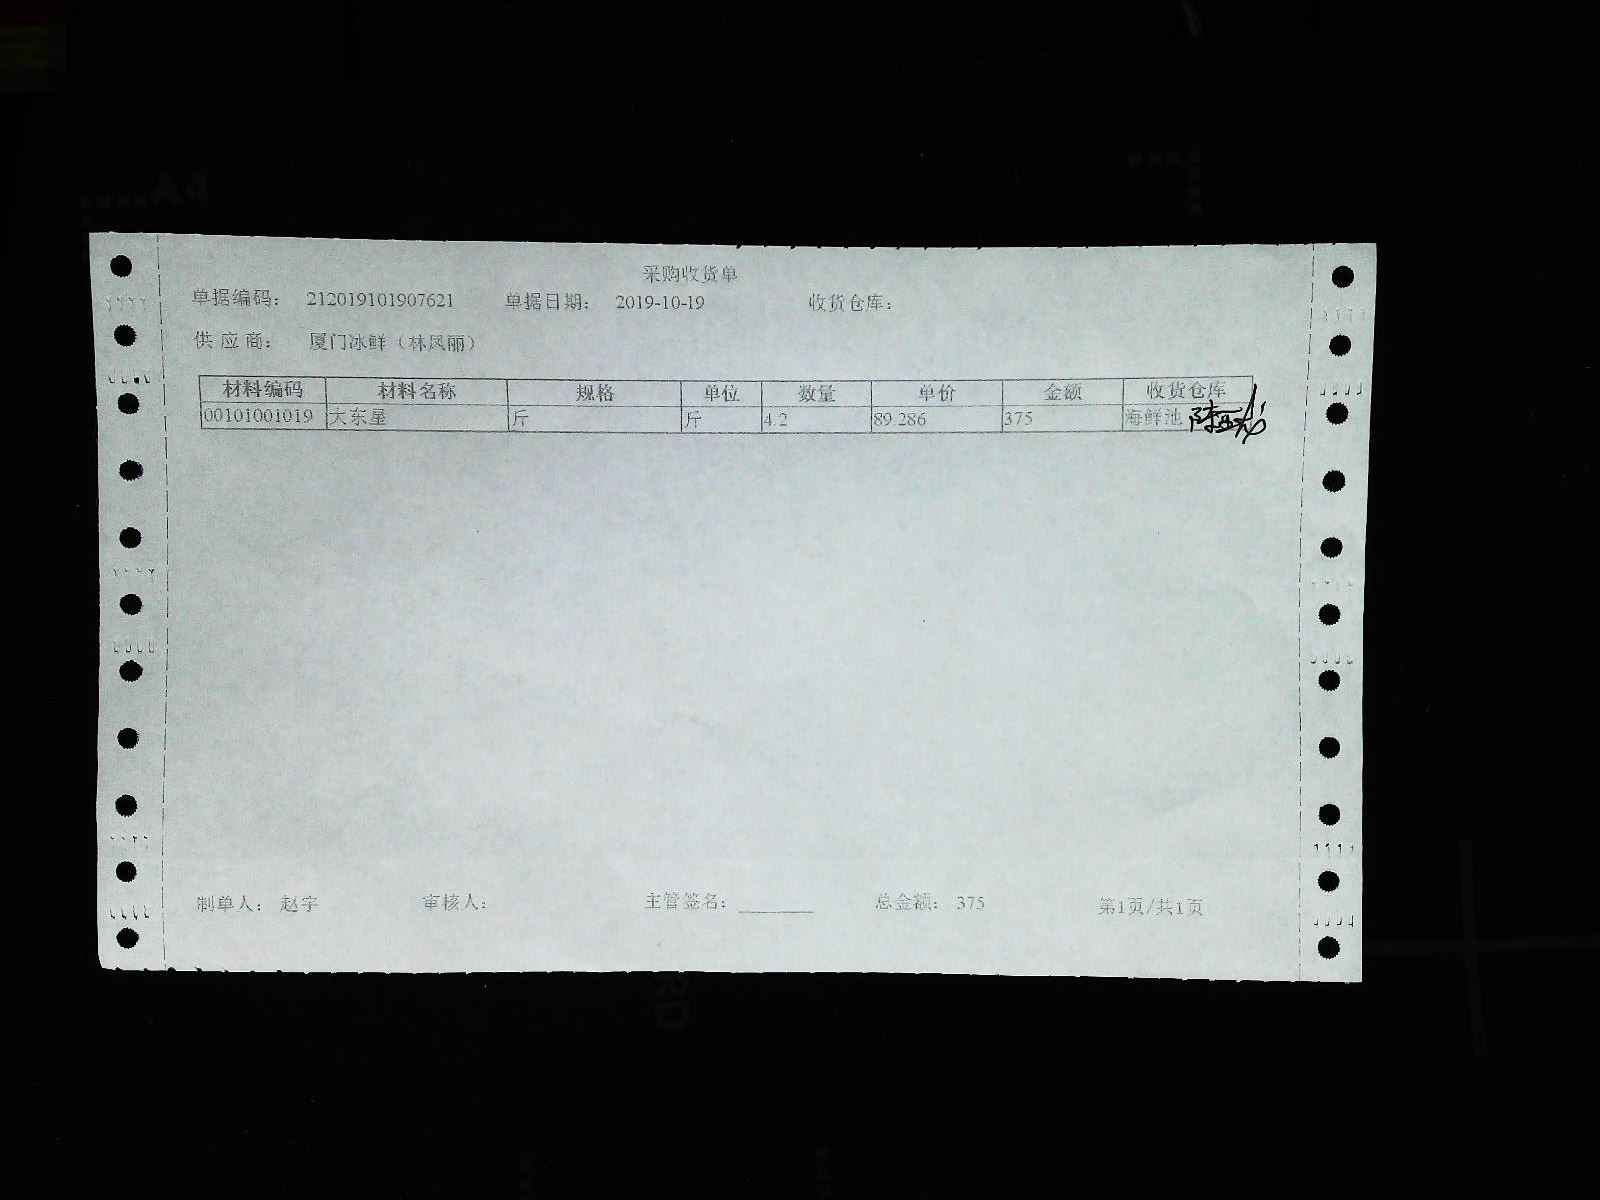 A4
采购收货单
单据编码： 212019101907621 单据日期： 2019-10-19 收货仓库：
供应商： 厦门冰鲜（林凤丽）
材料编码 材料名称 规格 单位 数量 单价 金额 收货仓库
00101001019 大东星 斤 斤 4.2 89.286 375 海鲜池
制单人： 赵宇 审核人： 主管签名： 总金额： 375 第1页/共1页
RD